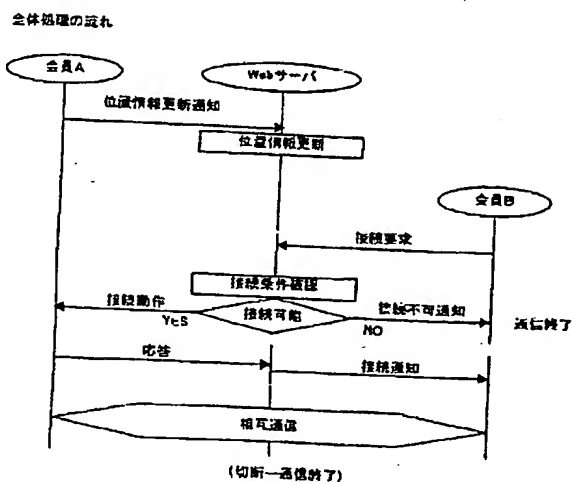 全体処理の流れ
会員A
Webサーバ
位置情報更新通知
位置情報更新
会員B
接続要求
接続条件確認
接続動作
接続可能
接続不可通知
YES
NO
通信終了
応答
接続通知
相互通信
(切断―通信終了)